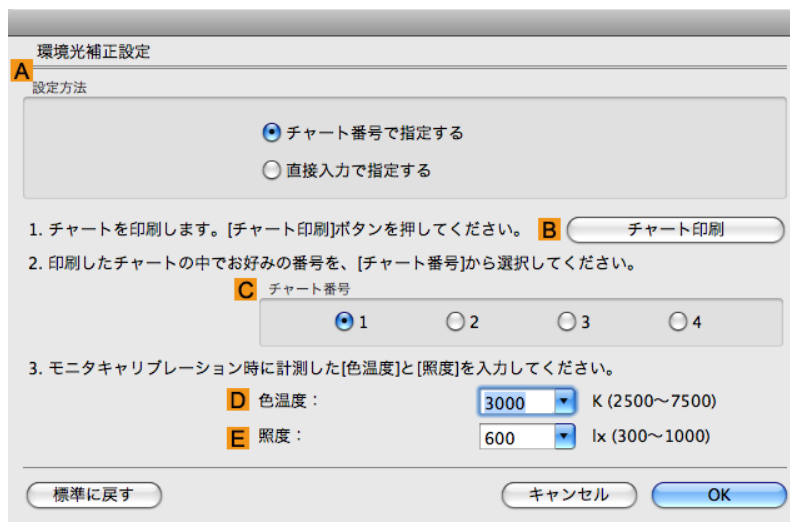 環境光補正設定
A
設定方法
チャート番号で指定する
直接入力で指定する
1. チャートを印刷します。[チャート印刷]ボタンを押してください。 B チャート印刷
2. 印刷したチャートの中でお好みの番号を、[チャート番号]から選択してください。
C チャート番号
1 2 3 4
3. モニタキャリブレーション時に計測した[色温度]と[照度]を入力してください。
D 色温度： 3000 K (2500〜7500)
E 照度： 600 lx (300〜1000)
標準に戻す キャンセル OK